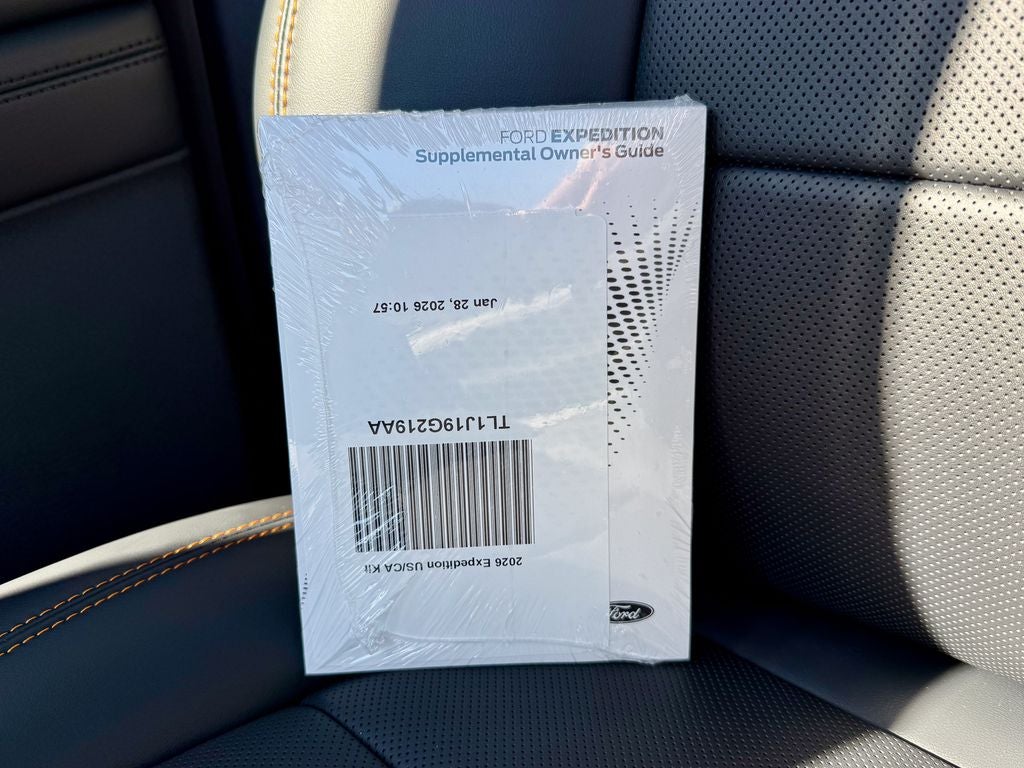 FORD EXPEDITION
Supplemental Owner's Guide
2026 Expedition US/CA Kit
TL1J19G219AA
Jan 28, 2026 10:57
Ford